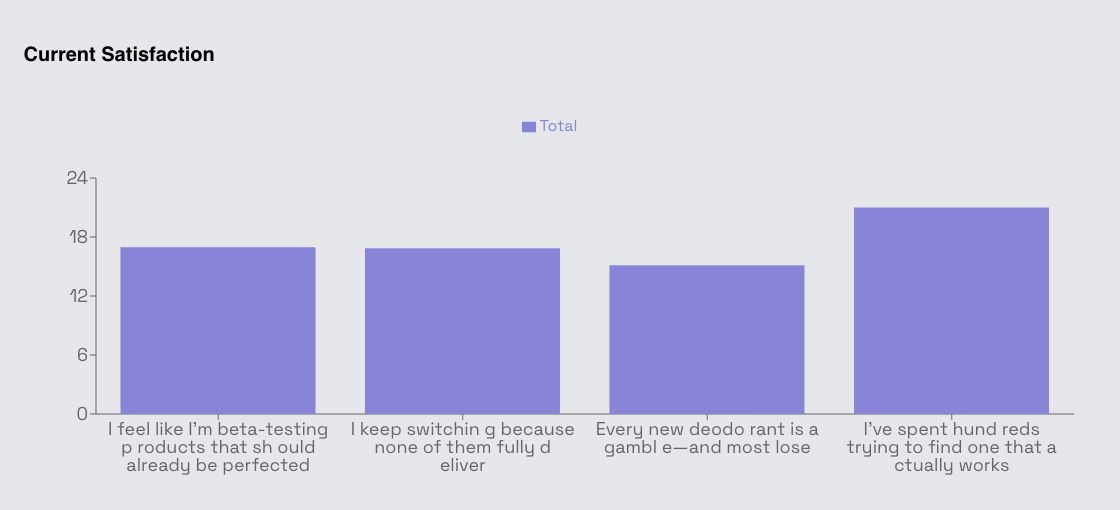 Current Satisfaction
Total
24
18
12
6
0
I feel like I'm beta-testing
p roducts that sh ould
already be perfected
I keep switchin g because
none of them fully d
eliver
Every new deodo rant is a
gambl e—and most lose
I've spent hund reds
trying to find one that a
ctually works